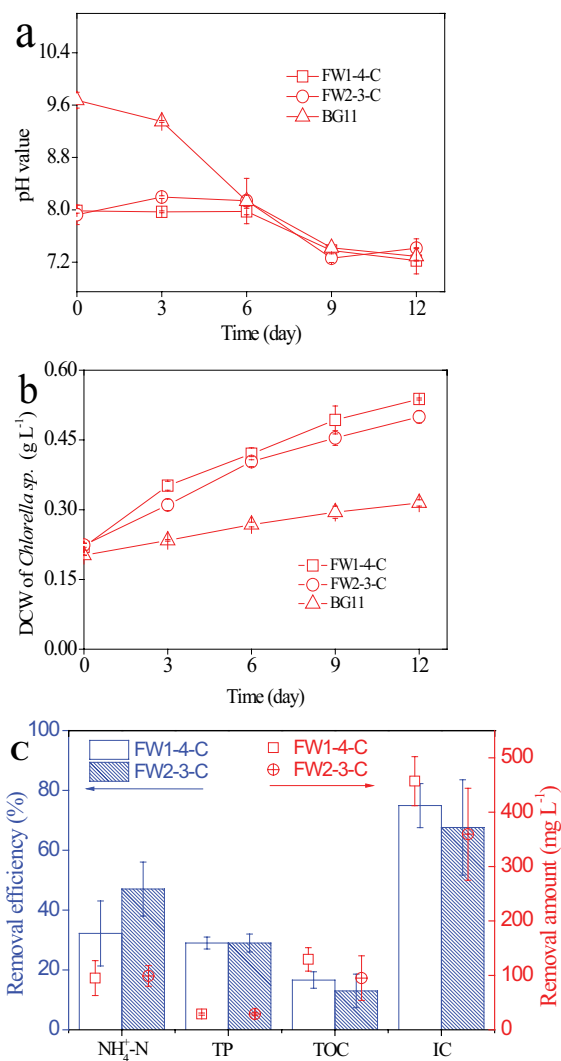 a
10.4
9.6
8.8
8.0
7.2
pH value
FW1-4-C
FW2-3-C
BG11
0 3 6 9 12
Time (day)
b
0.60
0.45
0.30
0.15
0.00
DCW of Chlorella sp. (g L⁻¹)
FW1-4-C
FW2-3-C
BG11
0 3 6 9 12
Time (day)
C
100
80
60
40
20
0
Removal efficiency (%)
FW1-4-C
FW2-3-C
FW1-4-C
FW2-3-C
500
400
300
200
100
0
Removal amount (mg L⁻¹)
NH₄⁺-N TP TOC IC